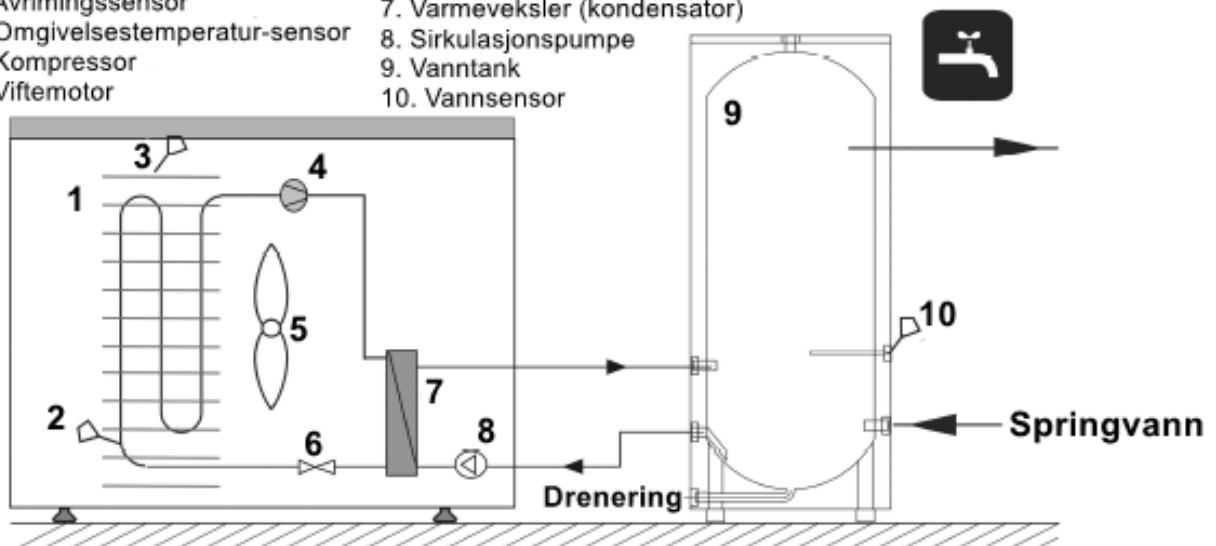 Avrimingssensor
Omgivelsestemperatur-sensor
Kompressor
Viftemotor
7. Varmeveksler (kondensator)
8. Sirkulasjonspumpe
9. Vanntank
10. Vannsensor
9
3
4
1
10
5
7
2
6
8
Springvann
Drenering